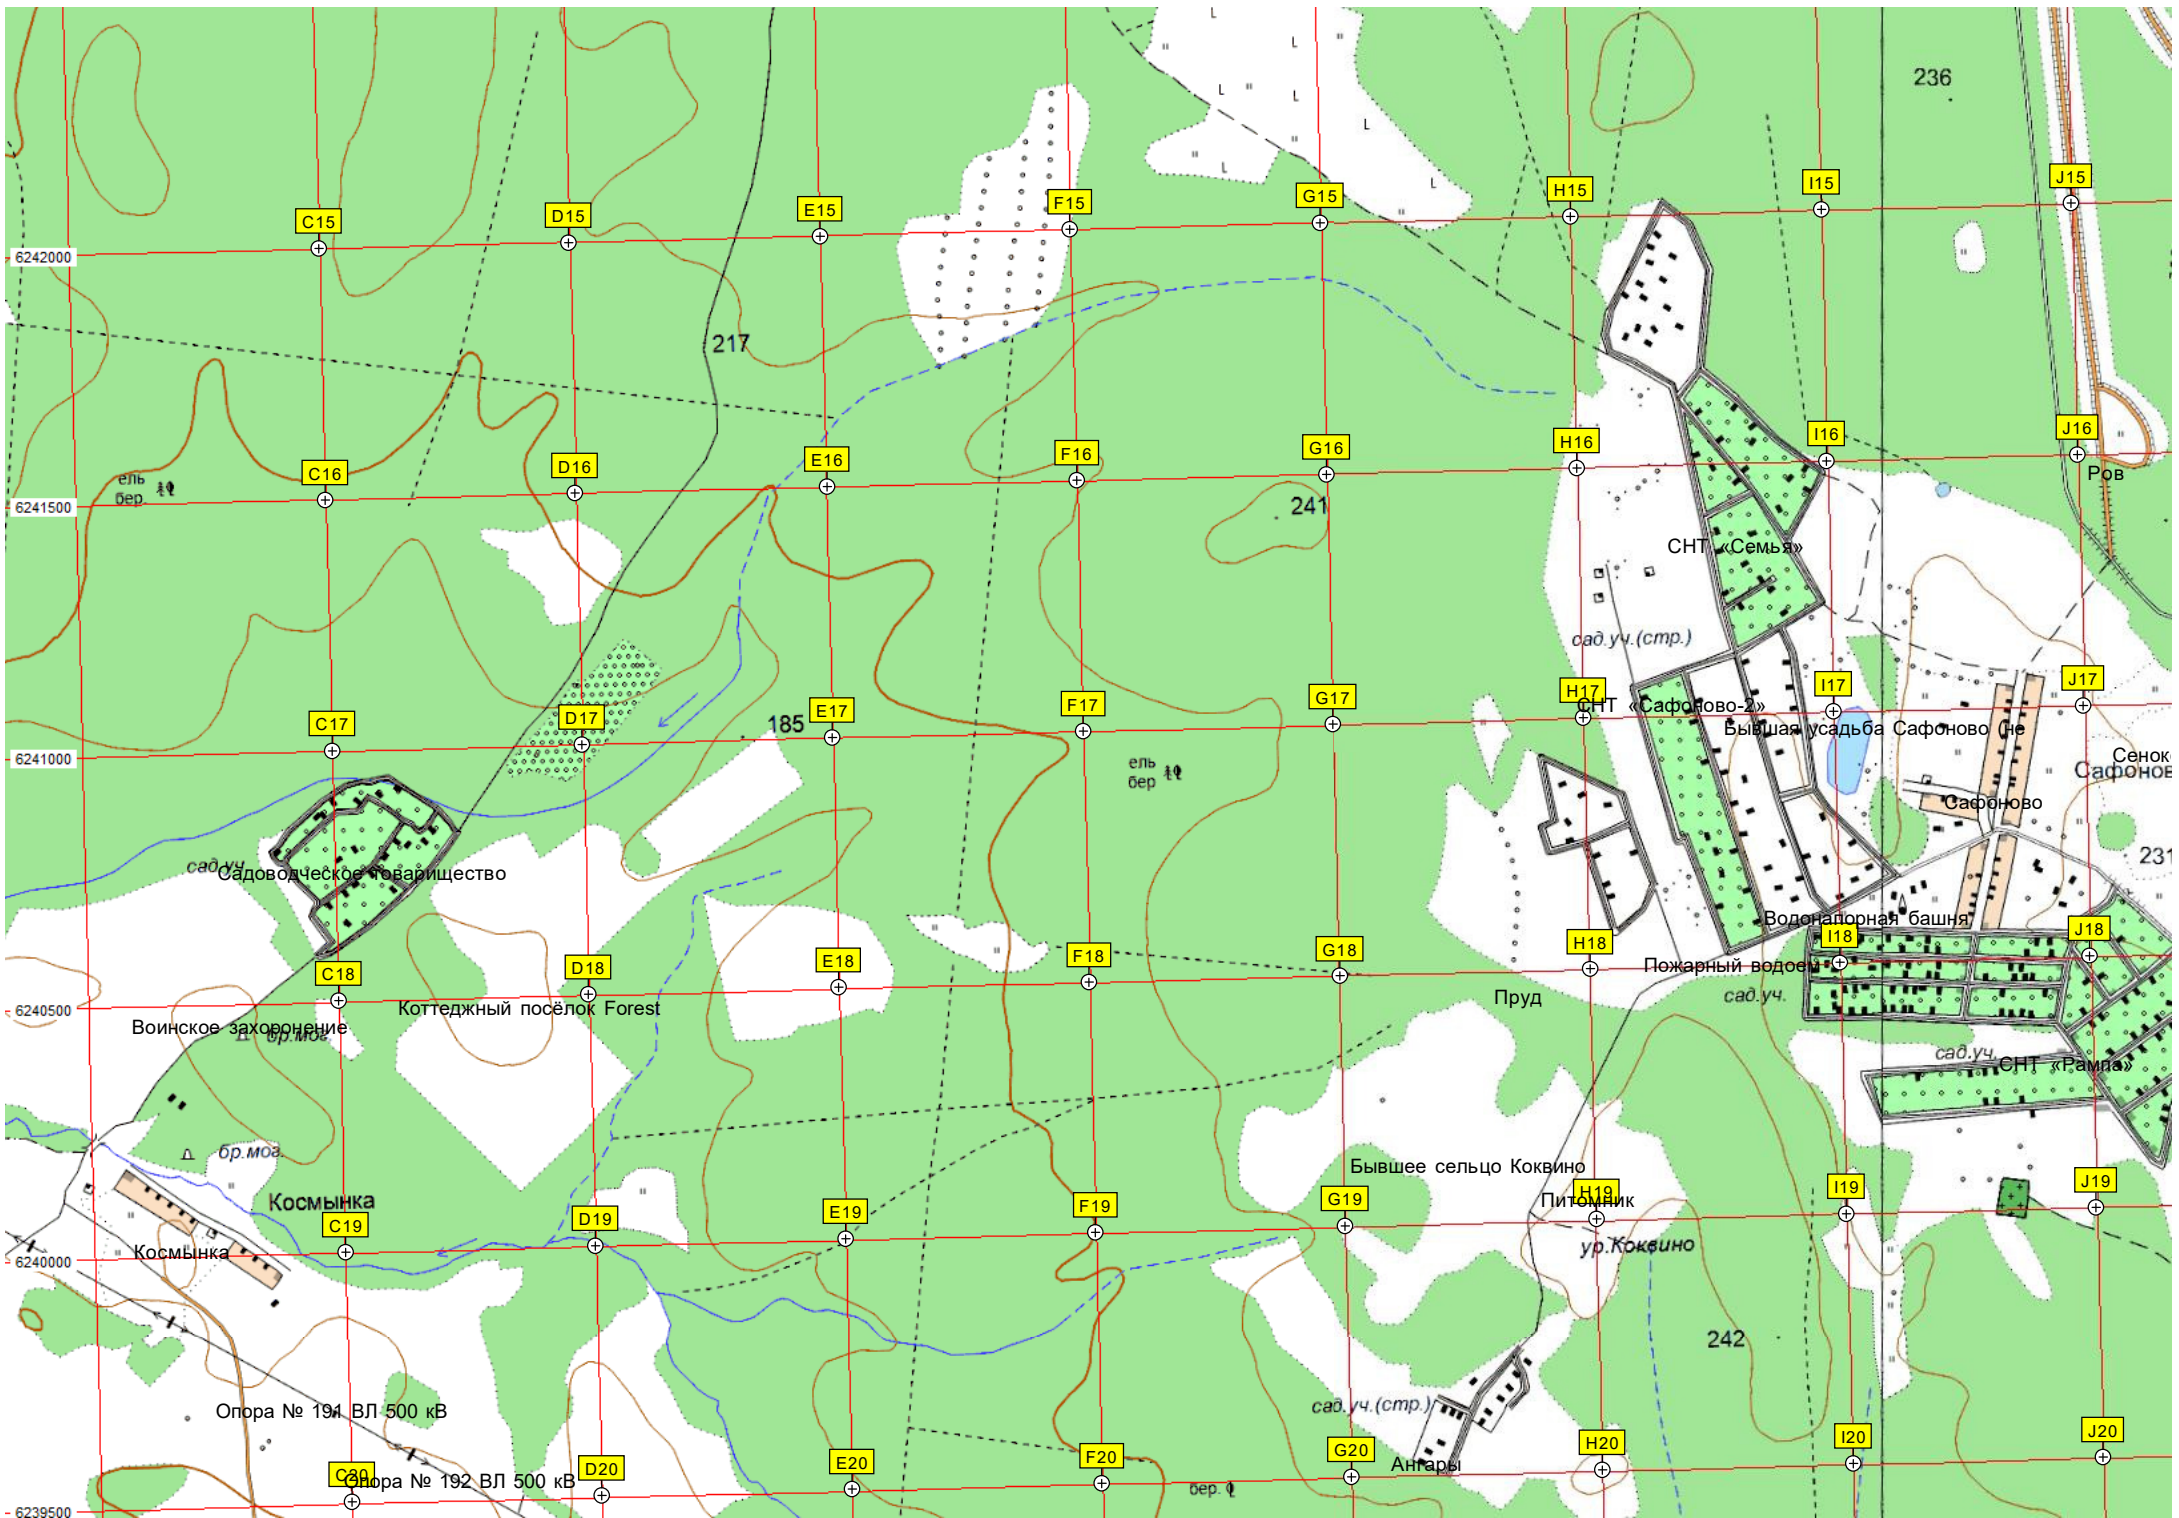 236
C15
D15
E15
F15
G15
H15
I15
J15
6242000
217
C16
D16
E16
F16
G16
H16
I16
J16
Ров
ель
бер.
6241500
241
СНТ «Семья»
сад.уч.(стр.)
C17
D17
E17
F17
G17
H17
I17
J17
СНТ «Сафоново-2»
185
Бывшая усадьба Сафоново (не
6241000
ель
бер
Сенок
Сафонов
Сафоново
231
сад.уч.
Садоводческое товарищество
Водонапорная башня
C18
D18
E18
F18
G18
H18
I18
J18
Пожарный водоем
сад.уч.
Пруд
6240500
Коттеджный посёлок Forest
Воинское захоронение
бр.мог.
сад.уч.
СНТ «Рампа»
бр.мог.
Бывшее сельцо Коквино
Космынка
Питомник
C19
D19
E19
F19
G19
H19
I19
J19
ур.Коквино
Космынка
6240000
242
сад.уч.(стр.)
Опора № 191 ВЛ 500 кВ
Ангары
C20
D20
E20
F20
G20
H20
I20
J20
Опора № 192 ВЛ 500 кВ
бер.
6239500